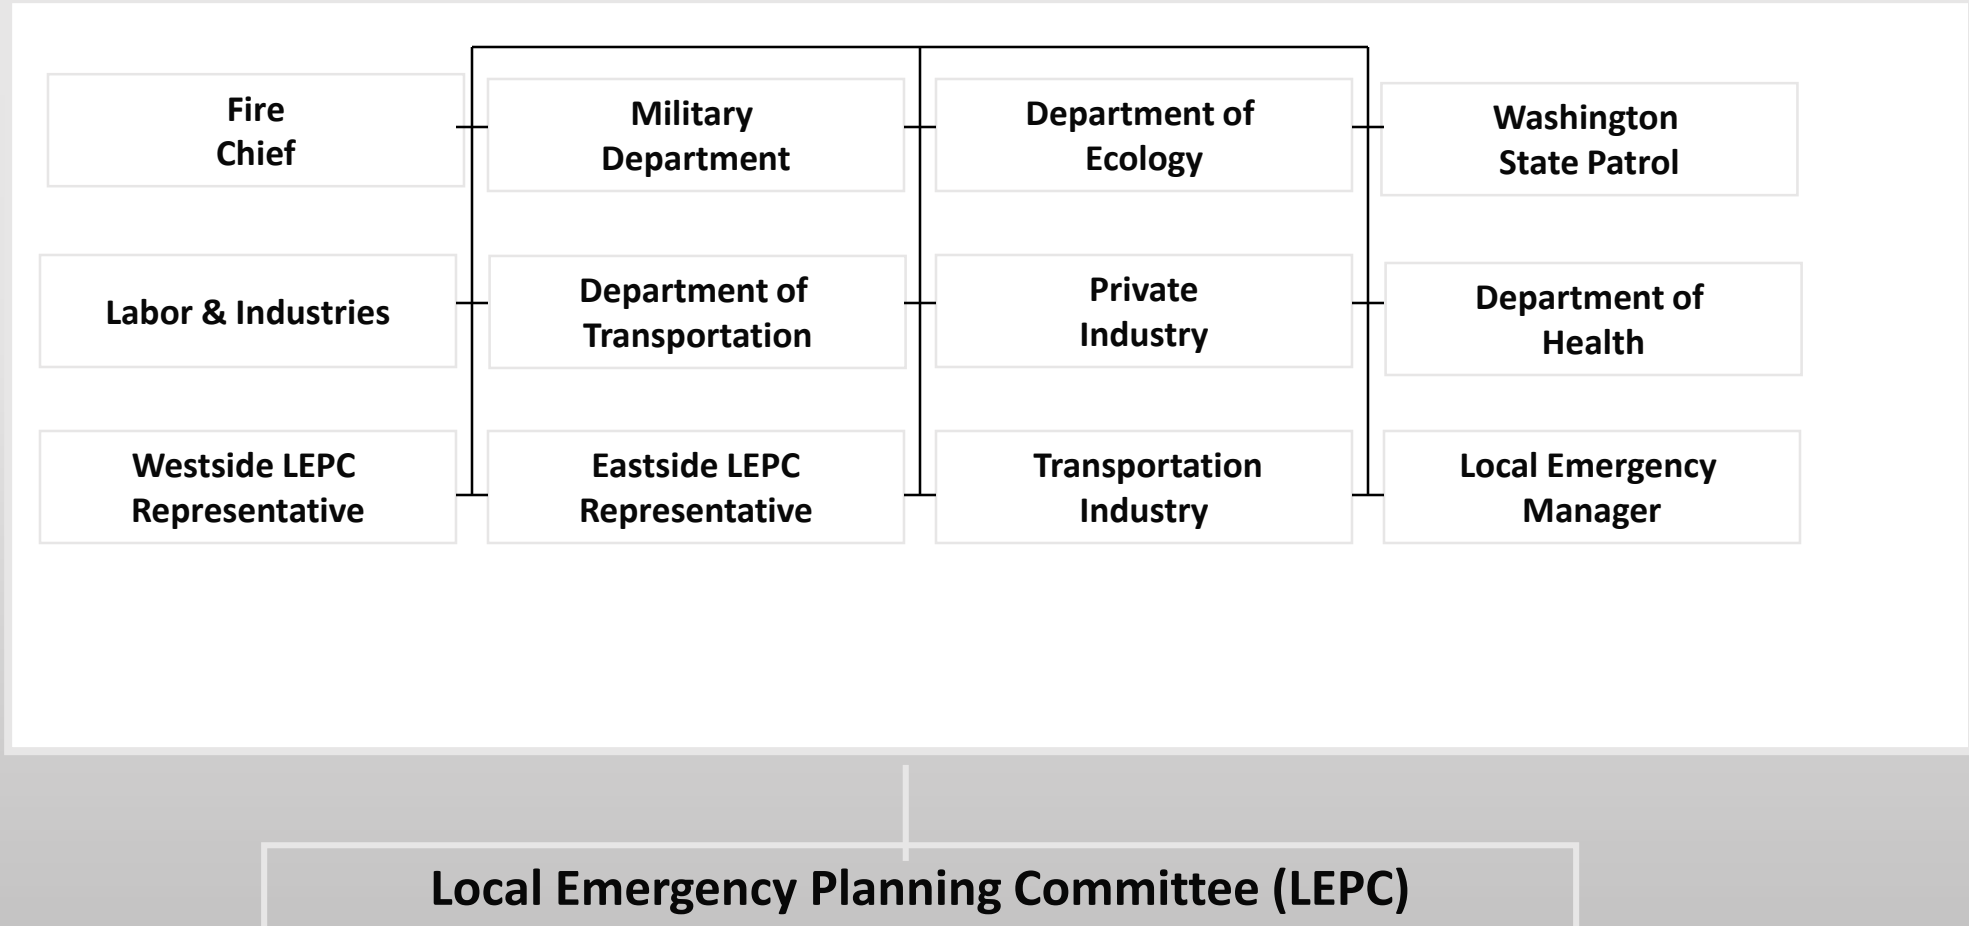 Fire
Chief
Military
Department
Department of
Ecology
Washington
State Patrol
Labor & Industries
Department of
Transportation
Private
Industry
Department of
Health
Westside LEPC
Representative
Eastside LEPC
Representative
Transportation
Industry
Local Emergency
Manager
Local Emergency Planning Committee (LEPC)